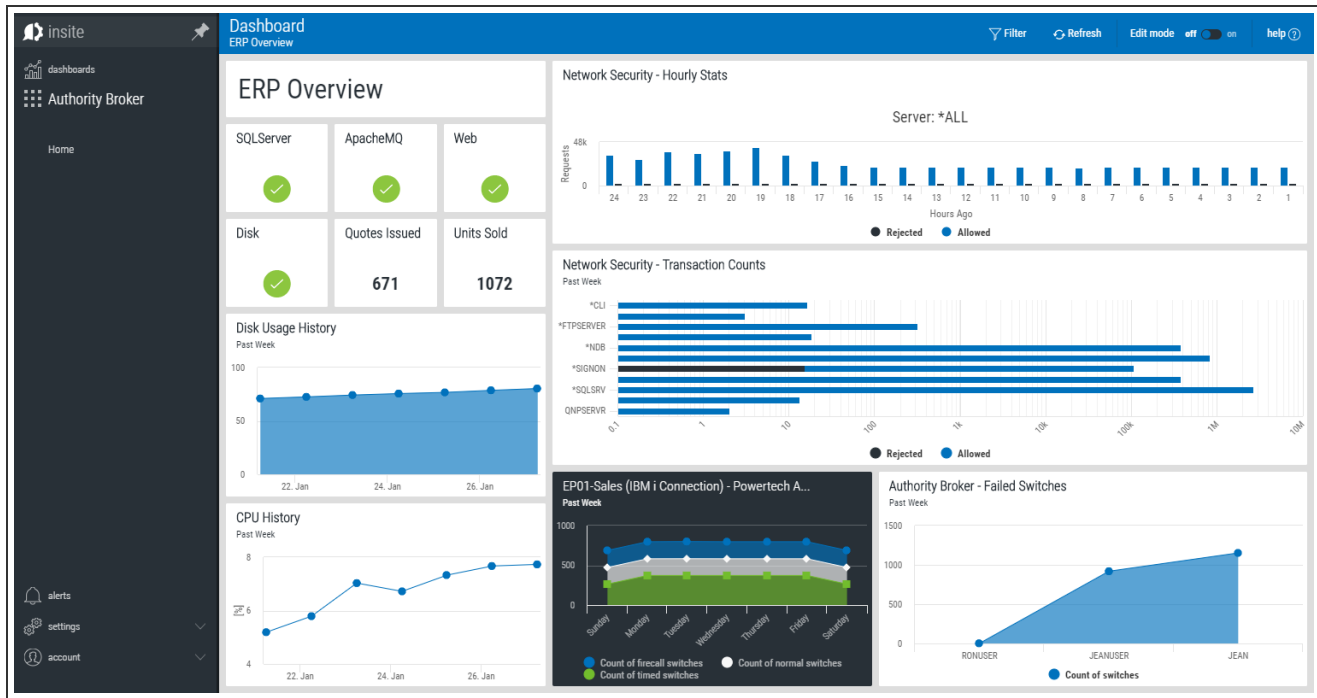 insite
dashboards
Authority Broker
Home
alerts
settings
account
Dashboard
ERP Overview
Filter
Refresh
Edit mode off on
help ?
ERP Overview
SQLServer
ApacheMQ
Web
Disk
Quotes Issued
671
Units Sold
1072
Disk Usage History
Past Week
100
50
0
22. Jan 24. Jan 26. Jan
CPU History
Past Week
8
[%] 6
4
22. Jan 24. Jan 26. Jan
Network Security - Hourly Stats
Server: *ALL
Requests
48k
0
24 23 22 21 20 19 18 17 16 15 14 13 12 11 10 9 8 7 6 5 4 3 2 1
Hours Ago
Rejected Allowed
Network Security - Transaction Counts
Past Week
*CLI
*FTPSERVER
*NDB
*SIGNON
*SQLSRV
QNPSERVR
0.1 1 10 100 1k 10k 100k 1M 10M
Rejected Allowed
EP01-Sales (IBM i Connection) - Powertech A...
Past Week
1000
500
0
Sunday Monday Tuesday Wednesday Thursday Friday Saturday
Count of firecall switches Count of normal switches
Count of timed switches
Authority Broker - Failed Switches
Past Week
1500
1000
500
0
RONUSER JEANUSER JEAN
Count of switches